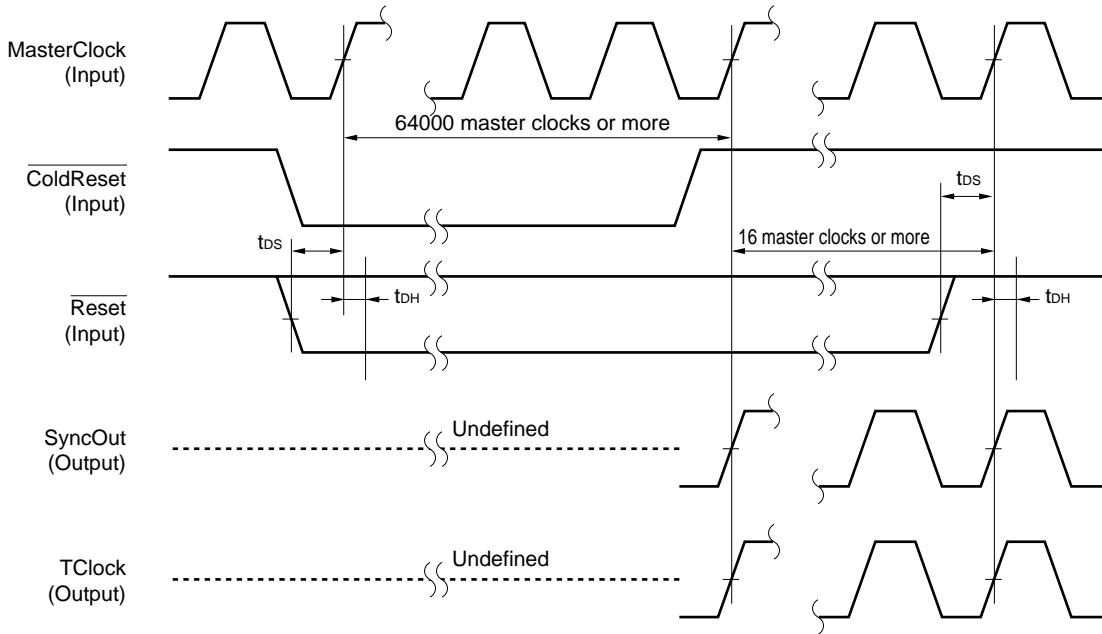 MasterClock
(Input)
64000 master clocks or more
ColdReset
(Input)
tDS
16 master clocks or more
tDS
tDH
tDH
Reset
(Input)
Undefined
SyncOut
(Output)
Undefined
TClock
(Output)